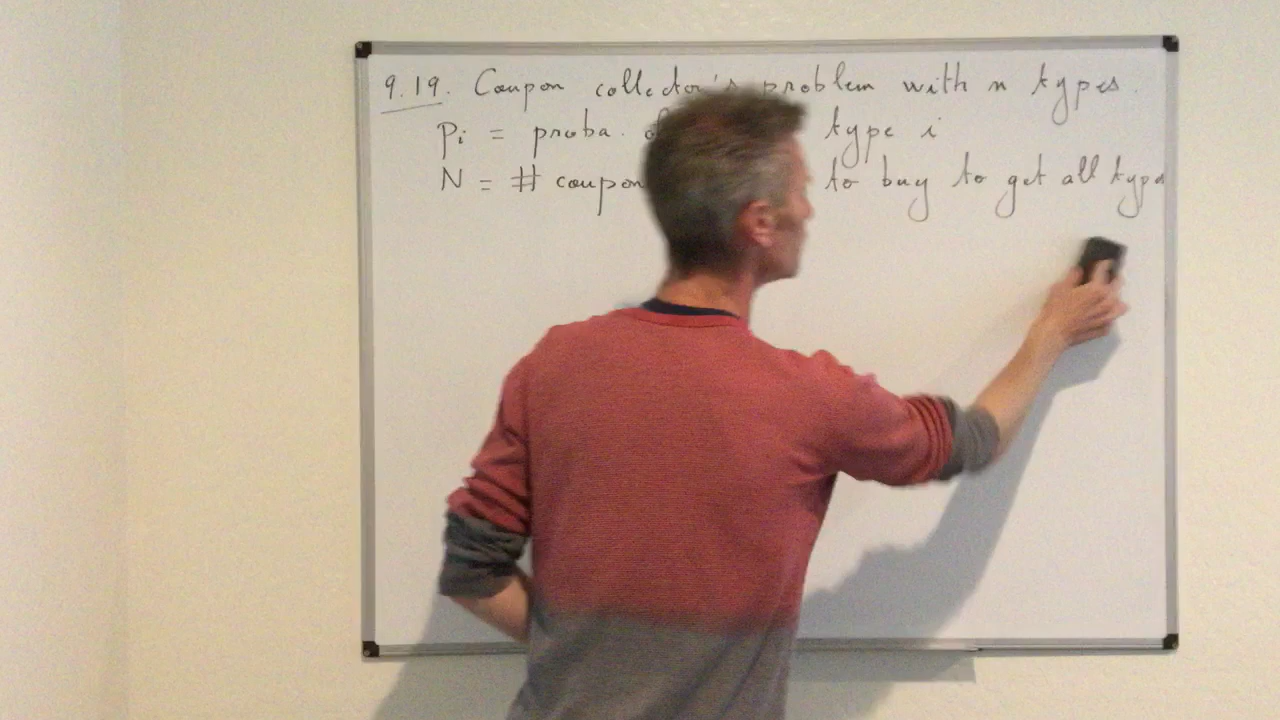 9.19. Coupon collector's problem with n types.
Pi = proba. type i
N = # coupon to buy to get all type